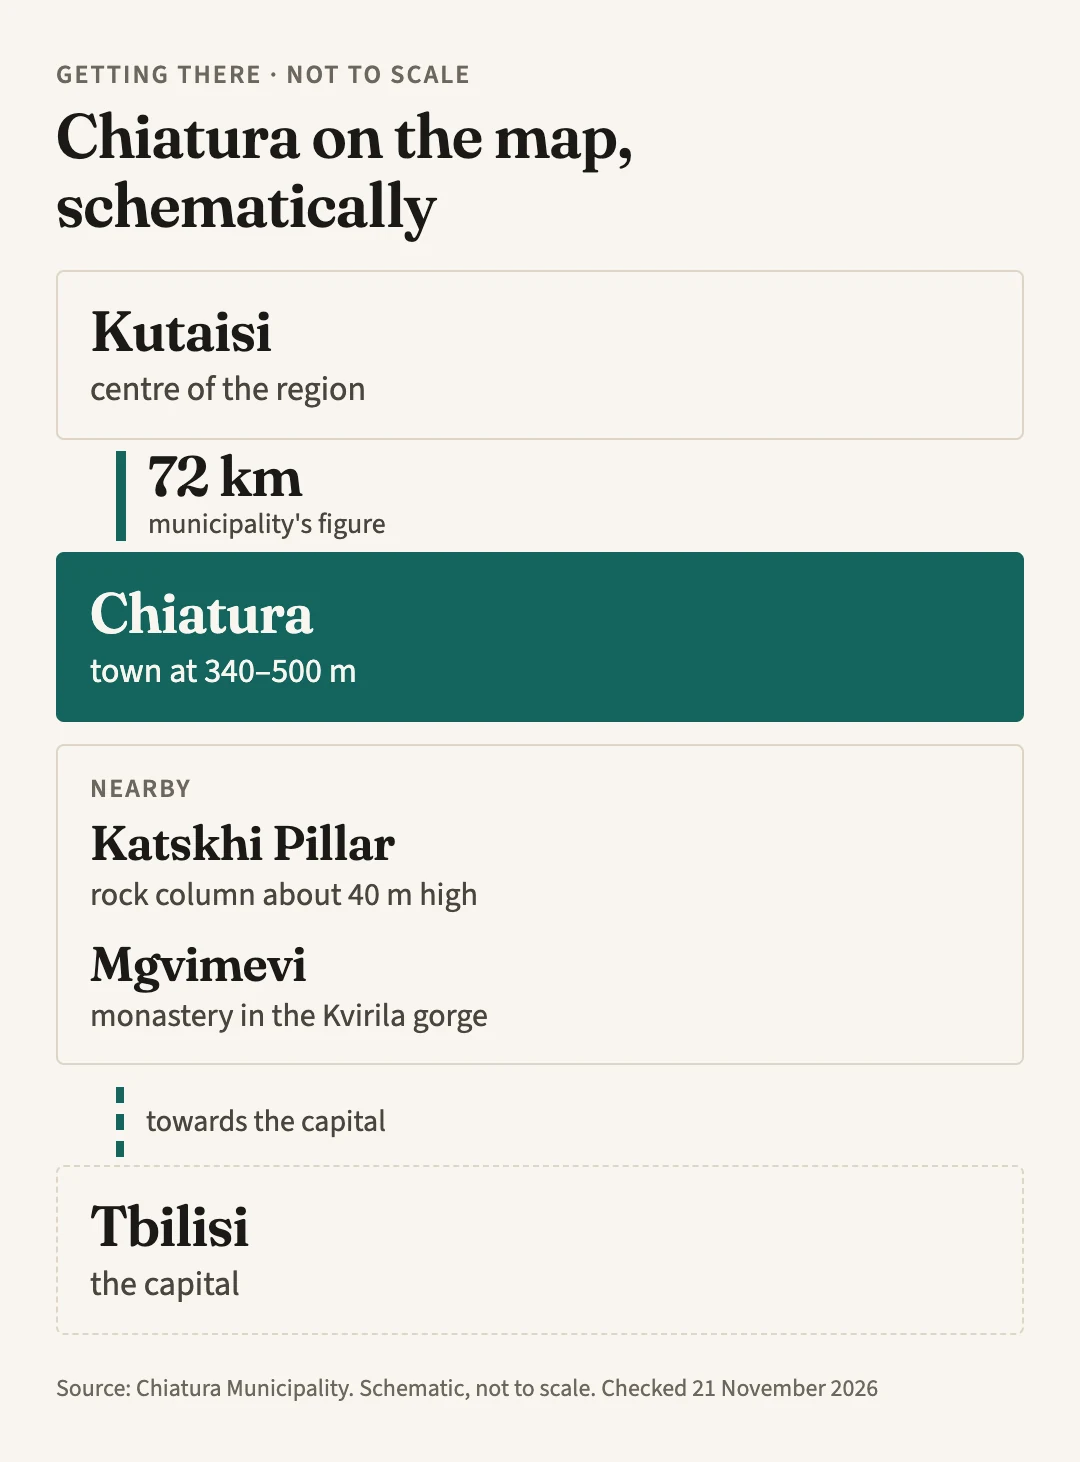 GETTING THERE · NOT TO SCALE
Chiatura on the map,
schematically
Kutaisi
centre of the region
72 km
municipality's figure
Chiatura
town at 340–500 m
NEARBY
Katskhi Pillar
rock column about 40 m high
Mgvimevi
monastery in the Kvirila gorge
towards the capital
Tbilisi
the capital
Source: Chiatura Municipality. Schematic, not to scale. Checked 21 November 2026